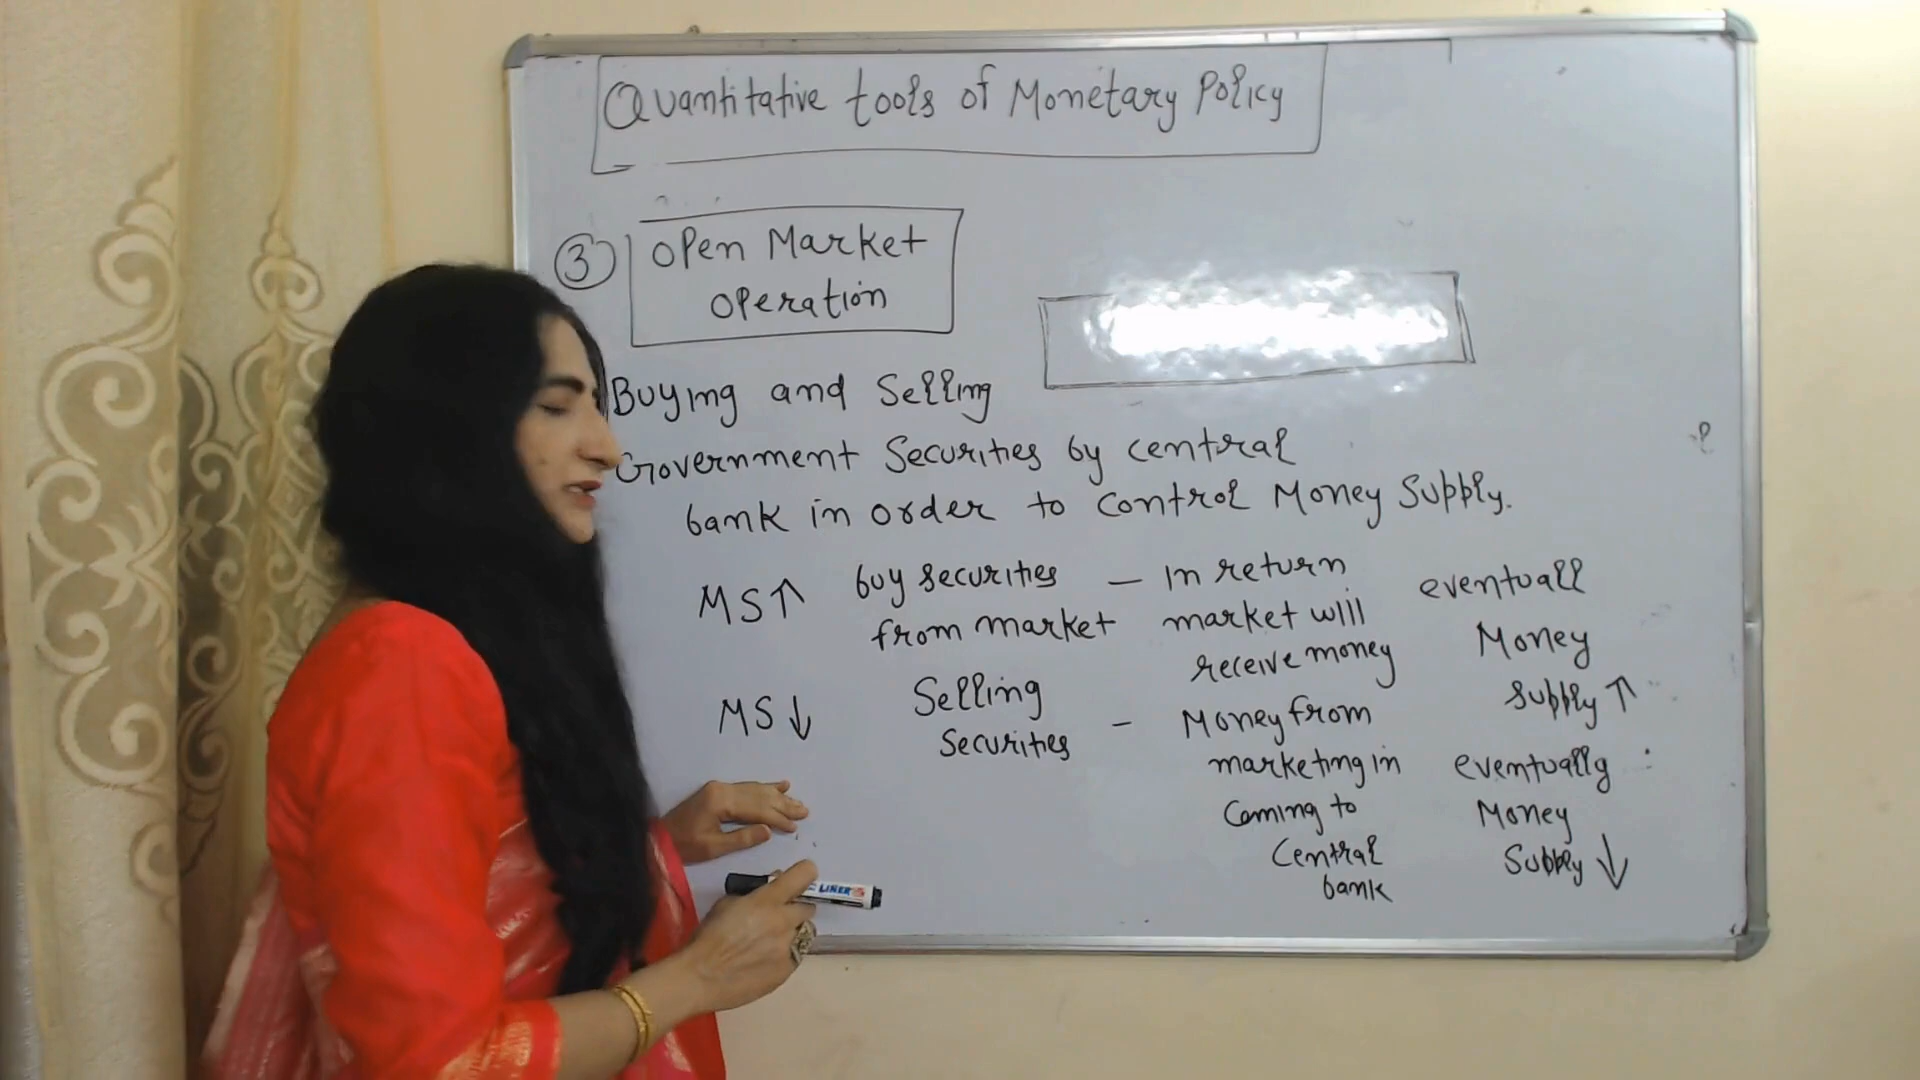 Quantitative tools of Monetary Policy
3
Open Market
Operation
Buying and Selling
Government Securities by central
bank in order to control Money Supply.
MS↑ buy securities — in return eventuall
from market market will Money
receive money supply ↑
MS↓ Selling — Money from
securities marketing in eventually
Coming to Money
Central Supply ↓
bank
LINER